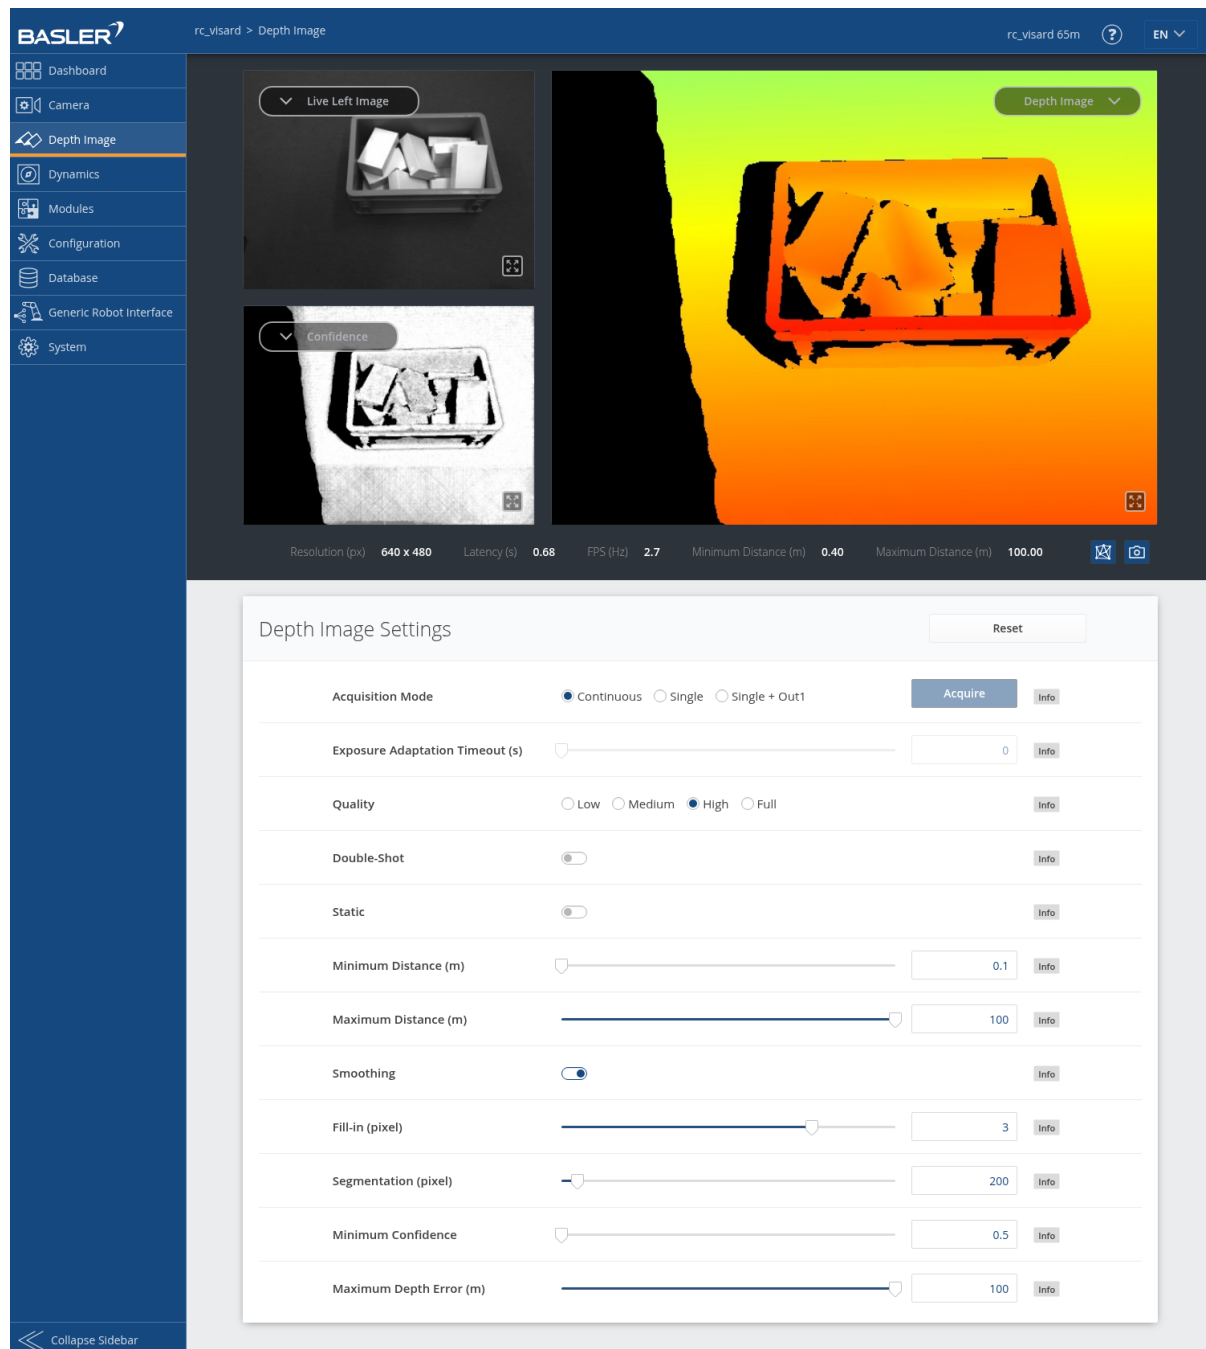 BASLER
rc_visard > Depth Image
rc_visard 65m
?
EN
Dashboard
Camera
Depth Image
Dynamics
Modules
Configuration
Database
Generic Robot Interface
System
Collapse Sidebar
Live Left Image
Depth Image
Confidence
Resolution (px) 640 x 480 Latency (s) 0.68 FPS (Hz) 2.7 Minimum Distance (m) 0.40 Maximum Distance (m) 100.00
Depth Image Settings Reset
Acquisition Mode Continuous Single Single + Out1 Acquire Info
Exposure Adaptation Timeout (s) 0 Info
Quality Low Medium High Full Info
Double-Shot Info
Static Info
Minimum Distance (m) 0.1 Info
Maximum Distance (m) 100 Info
Smoothing Info
Fill-in (pixel) 3 Info
Segmentation (pixel) 200 Info
Minimum Confidence 0.5 Info
Maximum Depth Error (m) 100 Info